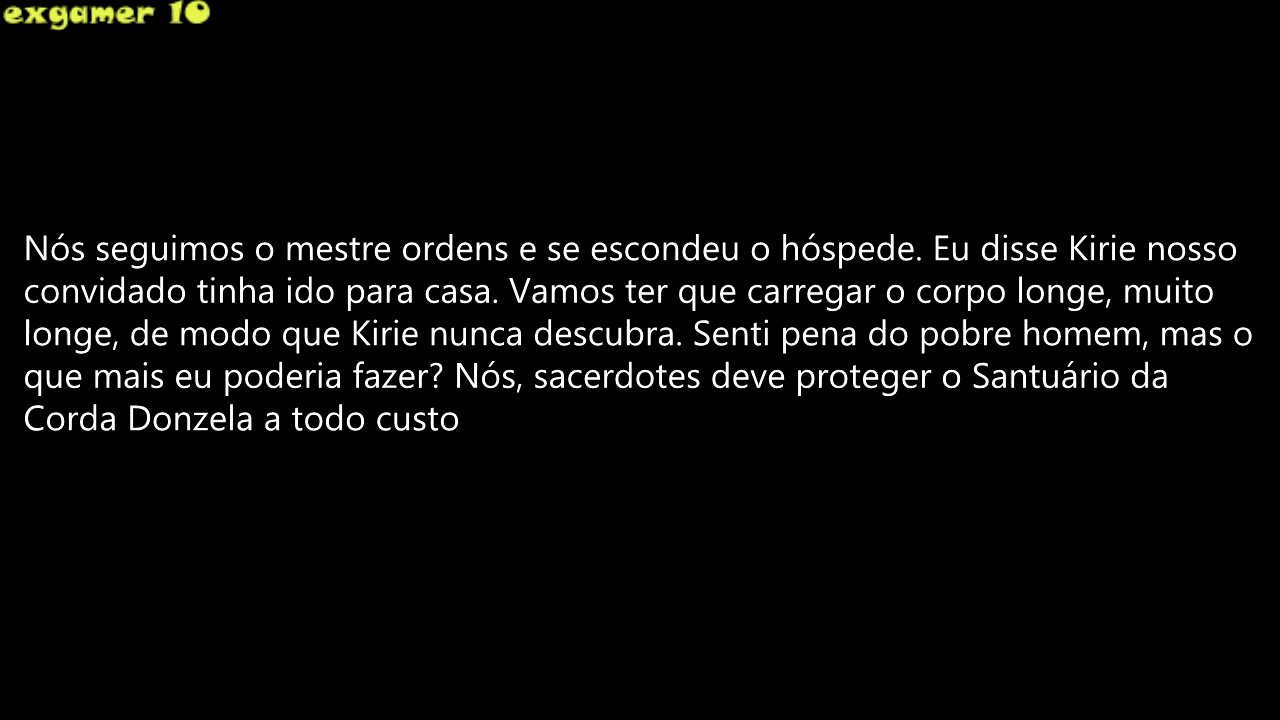 exgamer 10
Nós seguimos o mestre ordens e se escondeu o hóspede. Eu disse Kirie nosso
convidado tinha ido para casa. Vamos ter que carregar o corpo longe, muito
longe, de modo que Kirie nunca descubra. Senti pena do pobre homem, mas o
que mais eu poderia fazer? Nós, sacerdotes deve proteger o Santuário da
Corda Donzela a todo custo